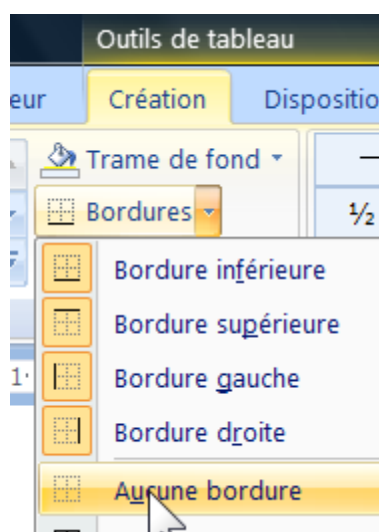 Outils de tableau
eur Création Dispositio
Trame de fond
Bordures ½
Bordure inférieure
Bordure supérieure
1· Bordure gauche
Bordure droite
Aucune bordure